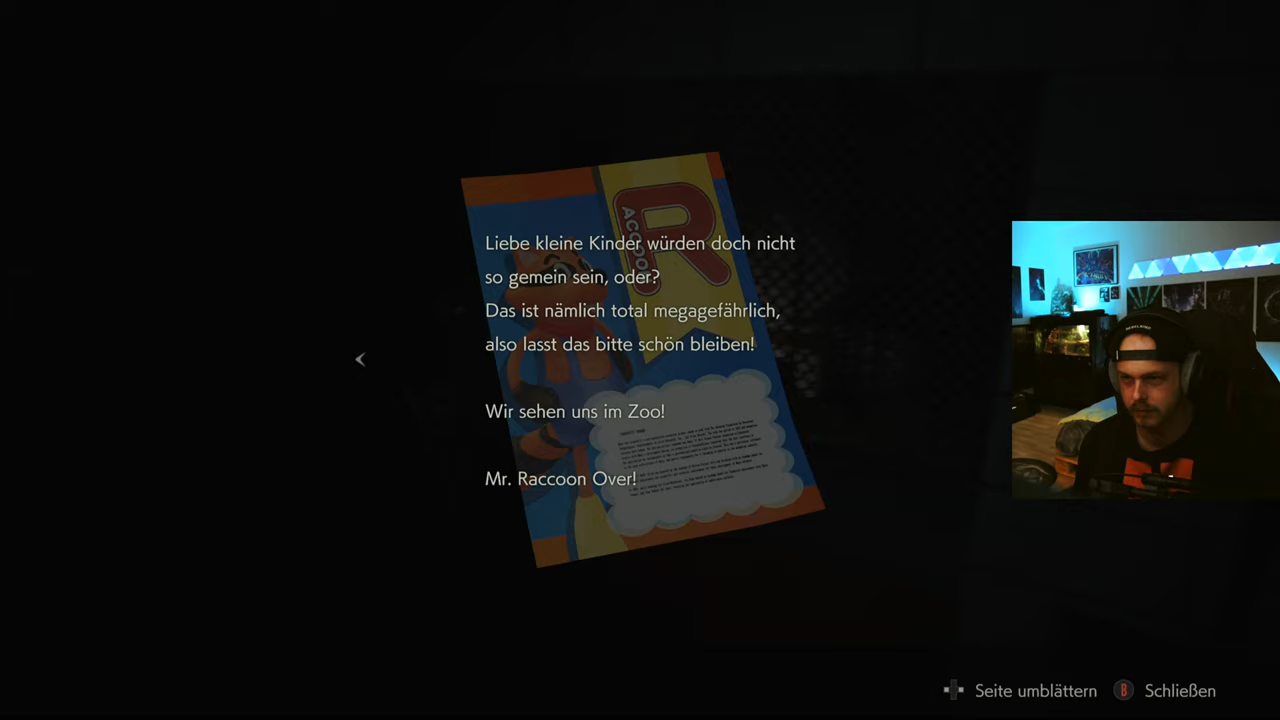 Liebe kleine Kinder würden doch nicht
so gemein sein, oder?
Das ist nämlich total megagefährlich,
also lasst das bitte schön bleiben!
Wir sehen uns im Zoo!
Mr. Raccoon Over!
RACCOON
Seite umblättern
B Schließen